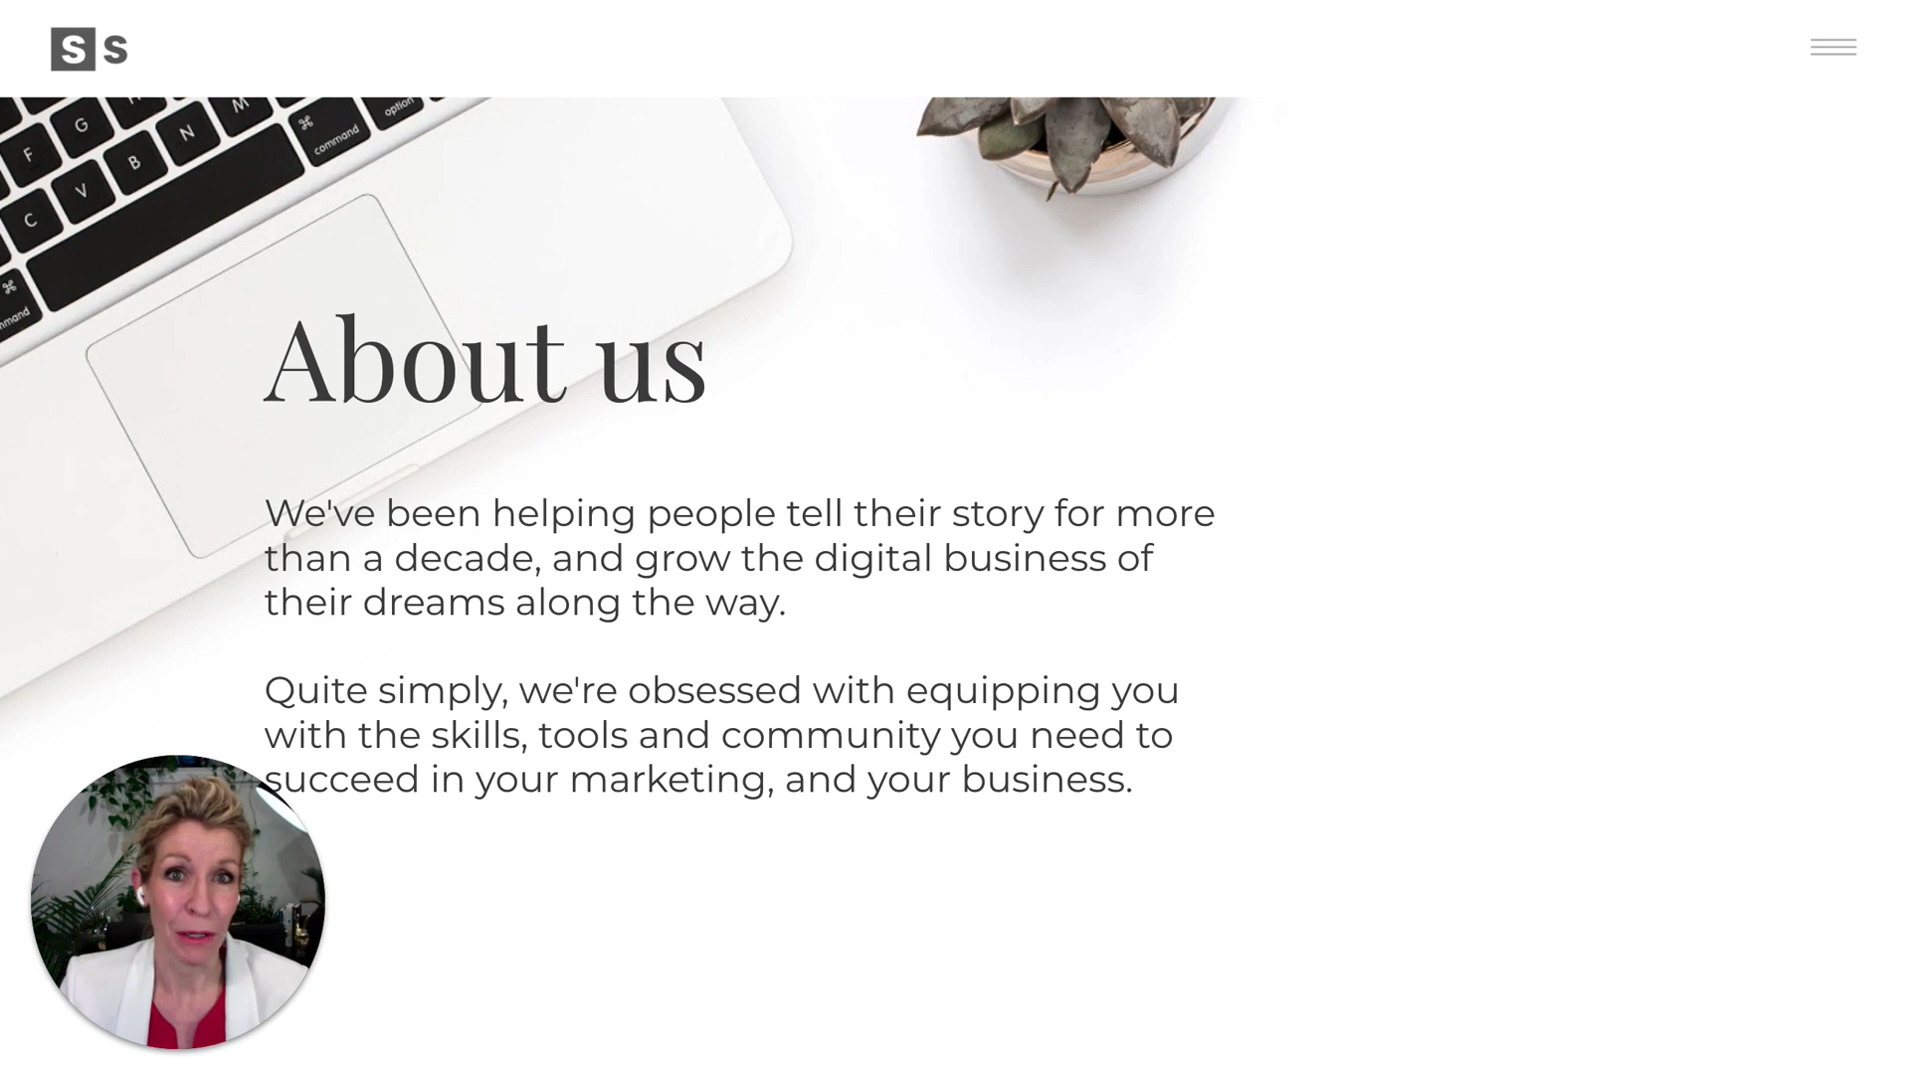 S S
G
M
option
F
N
⌘
command
B
V
C
⌘
About us
We've been helping people tell their story for more
than a decade, and grow the digital business of
their dreams along the way.
Quite simply, we're obsessed with equipping you
with the skills, tools and community you need to
succeed in your marketing, and your business.